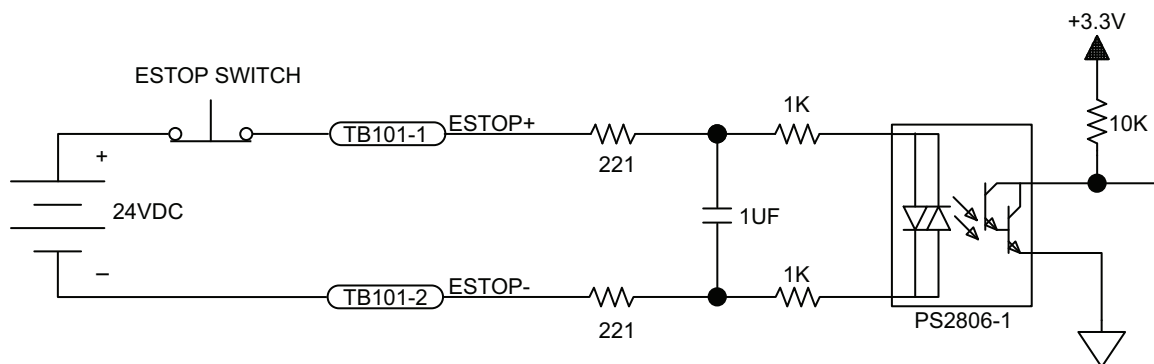 +3.3V
ESTOP SWITCH
1K
10K
TB101-1
ESTOP+
221
+
24VDC
1UF
–
TB101-2
ESTOP-
1K
221
PS2806-1